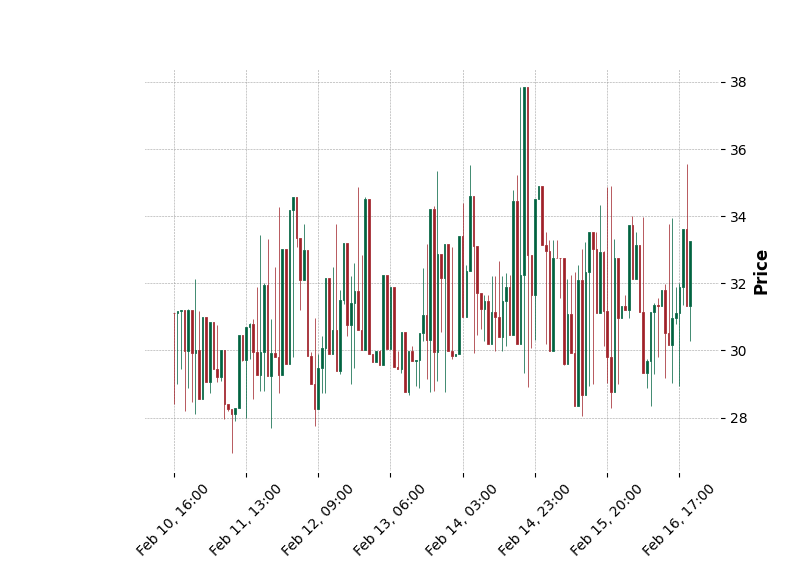 38
36
34
32
30
28
Price
Feb 10, 16:00
Feb 11, 13:00
Feb 12, 09:00
Feb 13, 06:00
Feb 14, 03:00
Feb 14, 23:00
Feb 15, 20:00
Feb 16, 17:00